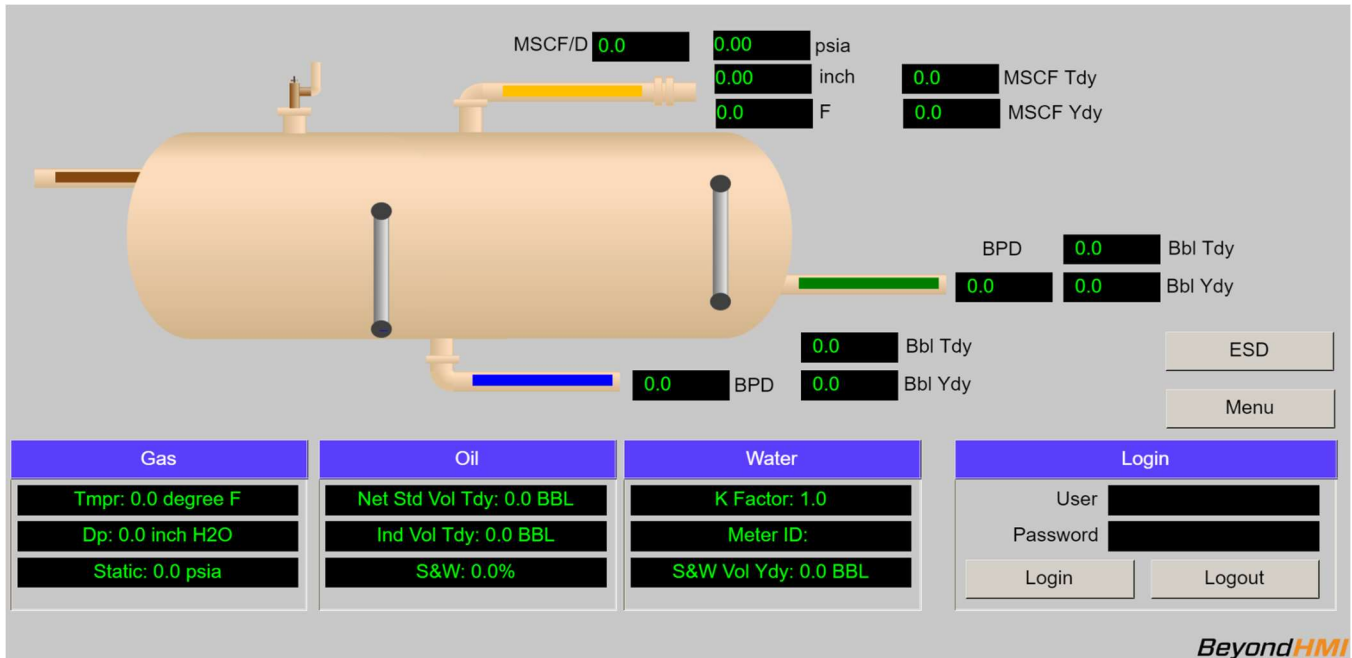 MSCF/D 0.0 0.00 psia
0.00 inch 0.0 MSCF Tdy
0.0 F 0.0 MSCF Ydy
BPD 0.0 Bbl Tdy
0.0 0.0 Bbl Ydy
0.0 Bbl Tdy
0.0 BPD 0.0 Bbl Ydy
ESD
Menu
Gas
Tmpr: 0.0 degree F
Dp: 0.0 inch H2O
Static: 0.0 psia
Oil
Net Std Vol Tdy: 0.0 BBL
Ind Vol Tdy: 0.0 BBL
S&W: 0.0%
Water
K Factor: 1.0
Meter ID:
S&W Vol Ydy: 0.0 BBL
Login
User
Password
Login Logout
BeyondHMI